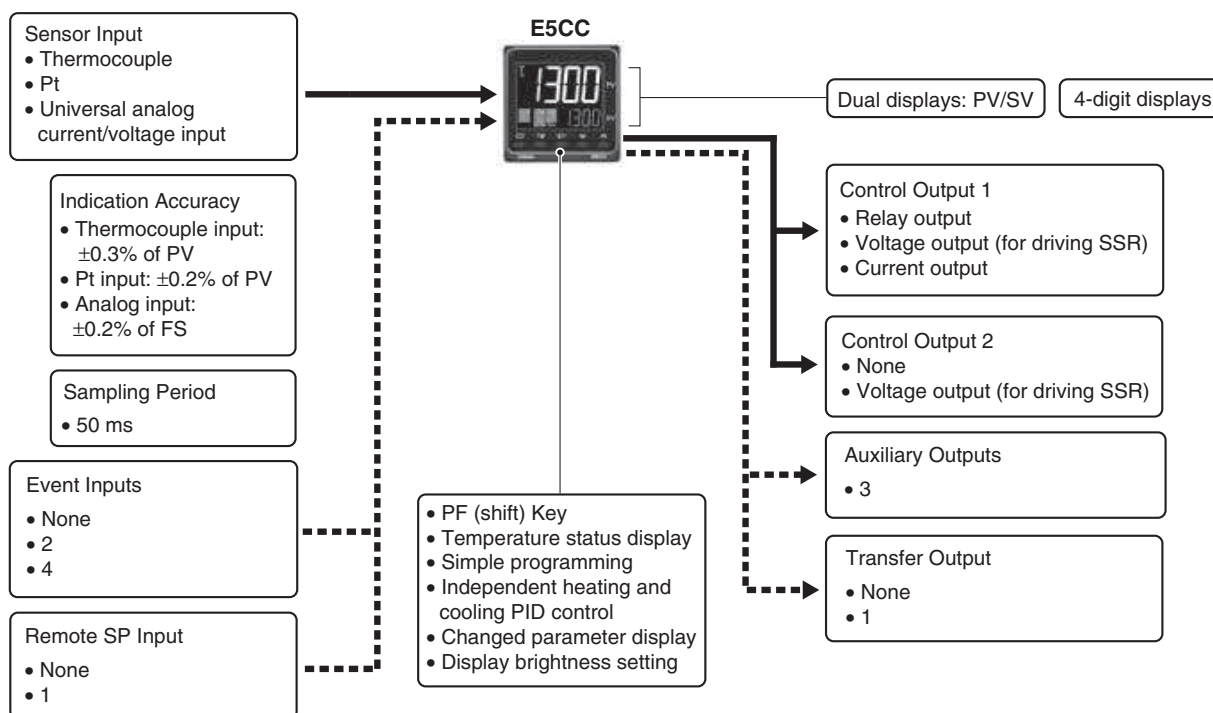 E5CC
Sensor Input
• Thermocouple
• Pt
• Universal analog
current/voltage input
Indication Accuracy
• Thermocouple input:
±0.3% of PV
• Pt input: ±0.2% of PV
• Analog input:
±0.2% of FS
Sampling Period
• 50 ms
Event Inputs
• None
• 2
• 4
Remote SP Input
• None
• 1
1300
PV
1300
SV
• PF (shift) Key
• Temperature status display
• Simple programming
• Independent heating and
cooling PID control
• Changed parameter display
• Display brightness setting
Dual displays: PV/SV
4-digit displays
Control Output 1
• Relay output
• Voltage output (for driving SSR)
• Current output
Control Output 2
• None
• Voltage output (for driving SSR)
Auxiliary Outputs
• 3
Transfer Output
• None
• 1